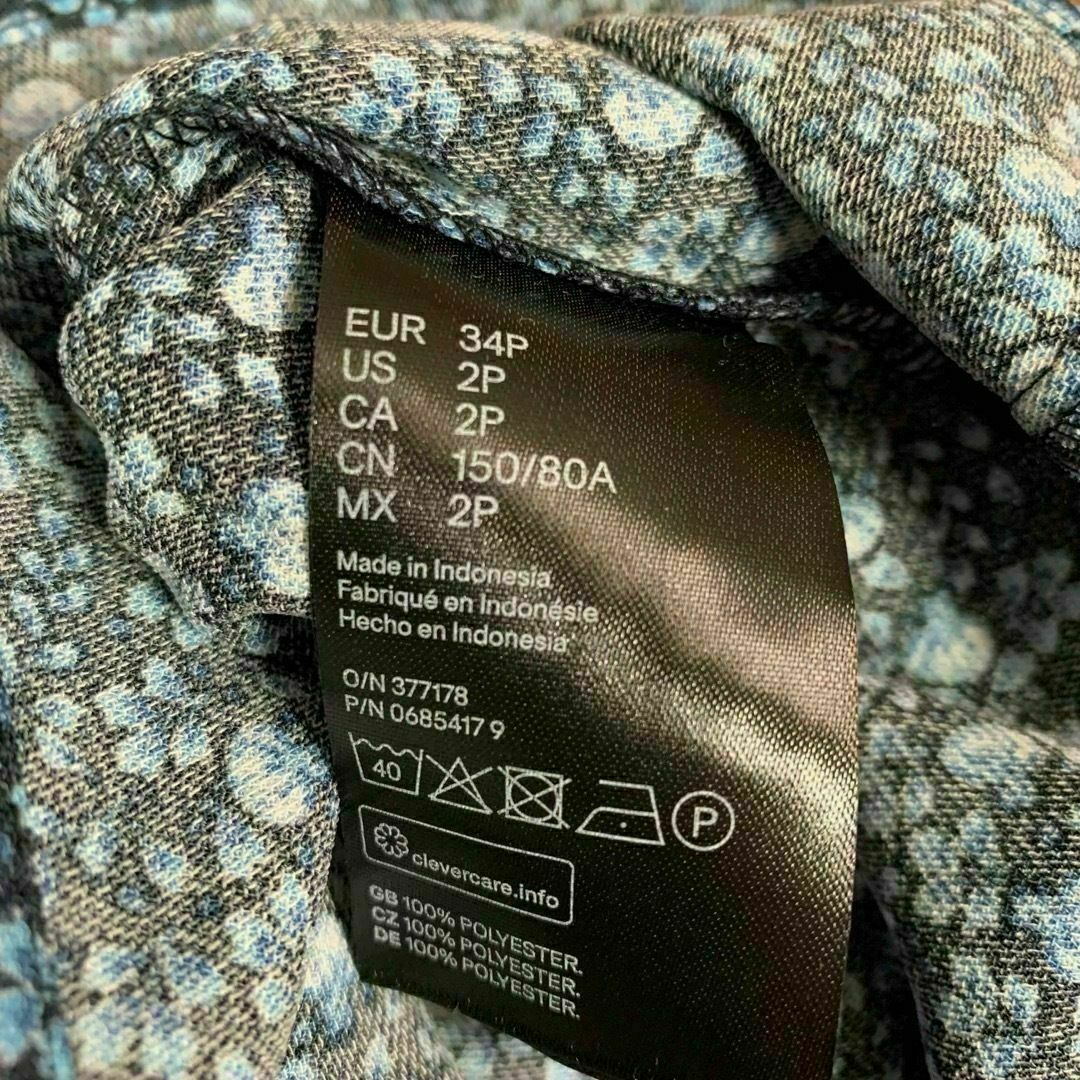 EUR 34P
US 2P
CA 2P
CN 150/80A
MX 2P
Made in Indonesia
Fabriqué en Indonésie
Hecho en Indonesia
O/N 377178
P/N 0685417 9
40
P
clevercare.info
GB 100% POLYESTER.
CZ 100% POLYESTER.
DE 100% POLYESTER.